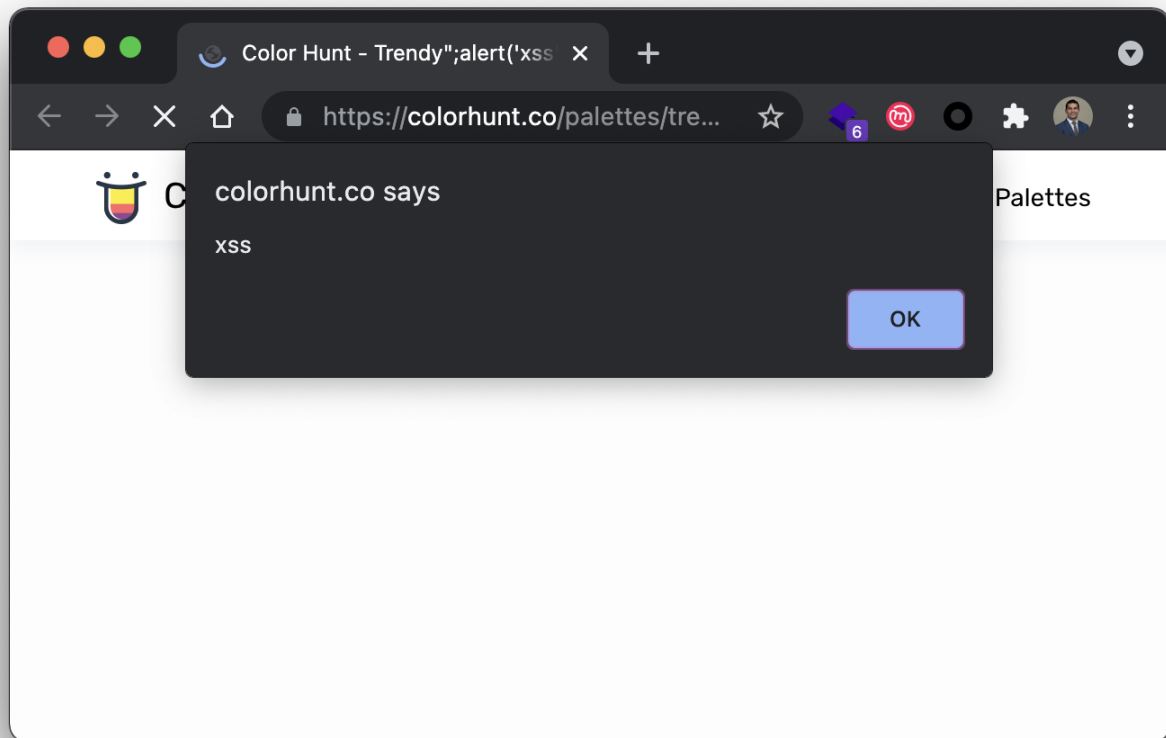 Color Hunt - Trendy";alert('xss'
https://colorhunt.co/palettes/tre...
6
C
Palettes
colorhunt.co says
xss
OK